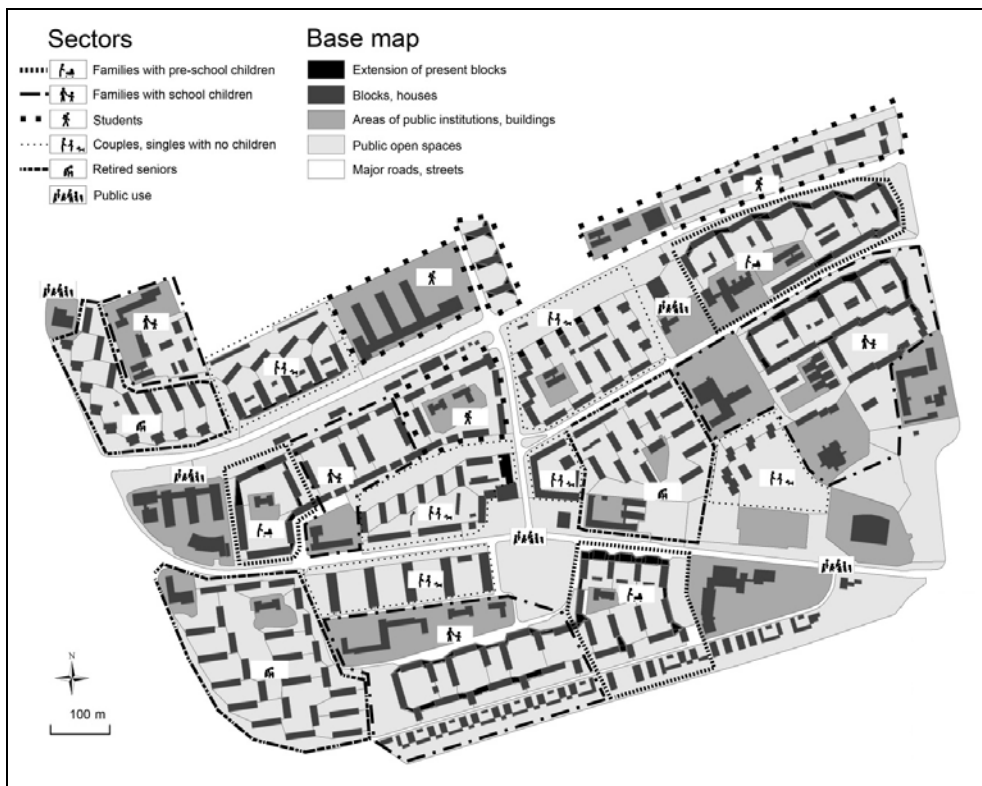 Sectors
Families with pre-school children
Families with school children
Students
Couples, singles with no children
Retired seniors
Public use
Base map
Extension of present blocks
Blocks, houses
Areas of public institutions, buildings
Public open spaces
Major roads, streets
N
100 m